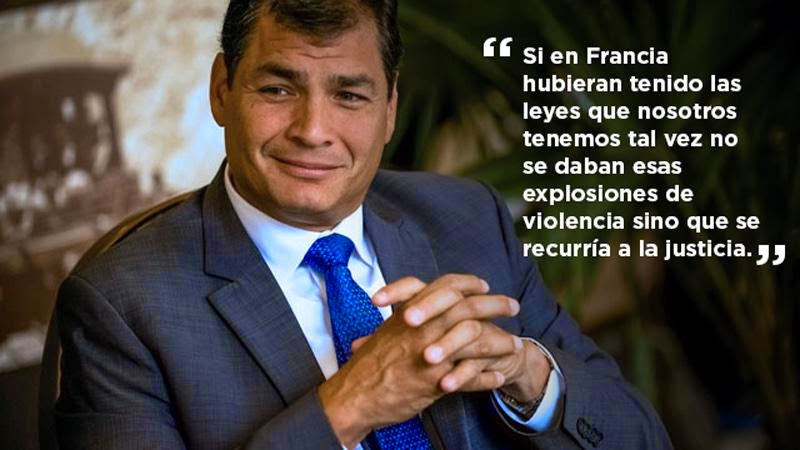 “ Si en Francia
hubieran tenido las
leyes que nosotros
tenemos tal vez no
se daban esas
explosiones de
violencia sino que se
recurría a la justicia.”